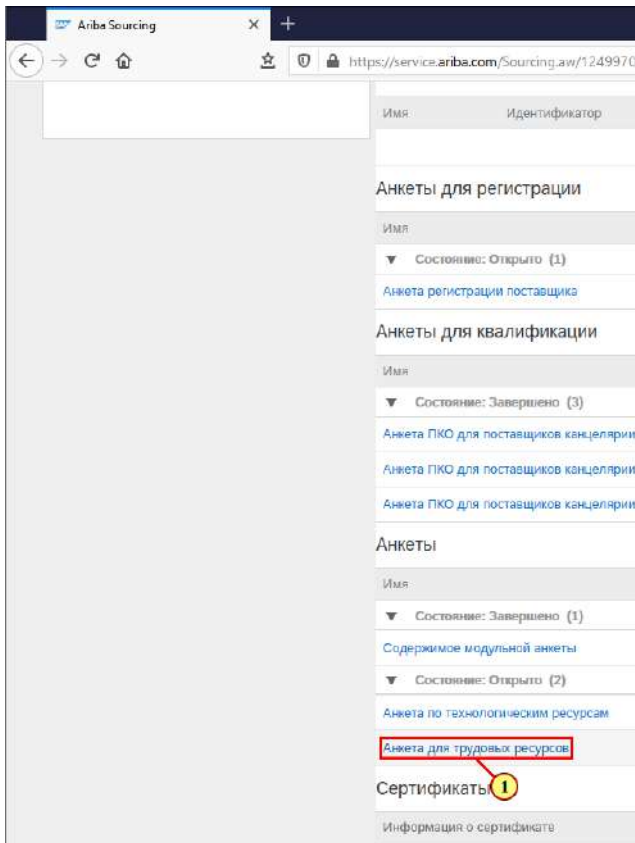 Ariba Sourcing
https://service.ariba.com/Sourcing.aw/1249970
Имя Идентификатор
Анкеты для регистрации
Имя
Состояние: Открыто (1)
Анкета регистрации поставщика
Анкеты для квалификации
Имя
Состояние: Завершено (3)
Анкета ПКО для поставщиков канцелярии
Анкета ПКО для поставщиков канцелярии
Анкета ПКО для поставщиков канцелярии
Анкеты
Имя
Состояние: Завершено (1)
Содержимое модульной анкеты
Состояние: Открыто (2)
Анкета по технологическим ресурсам
Анкета для трудовых ресурсов
Сертификаты 1
Информация о сертификате